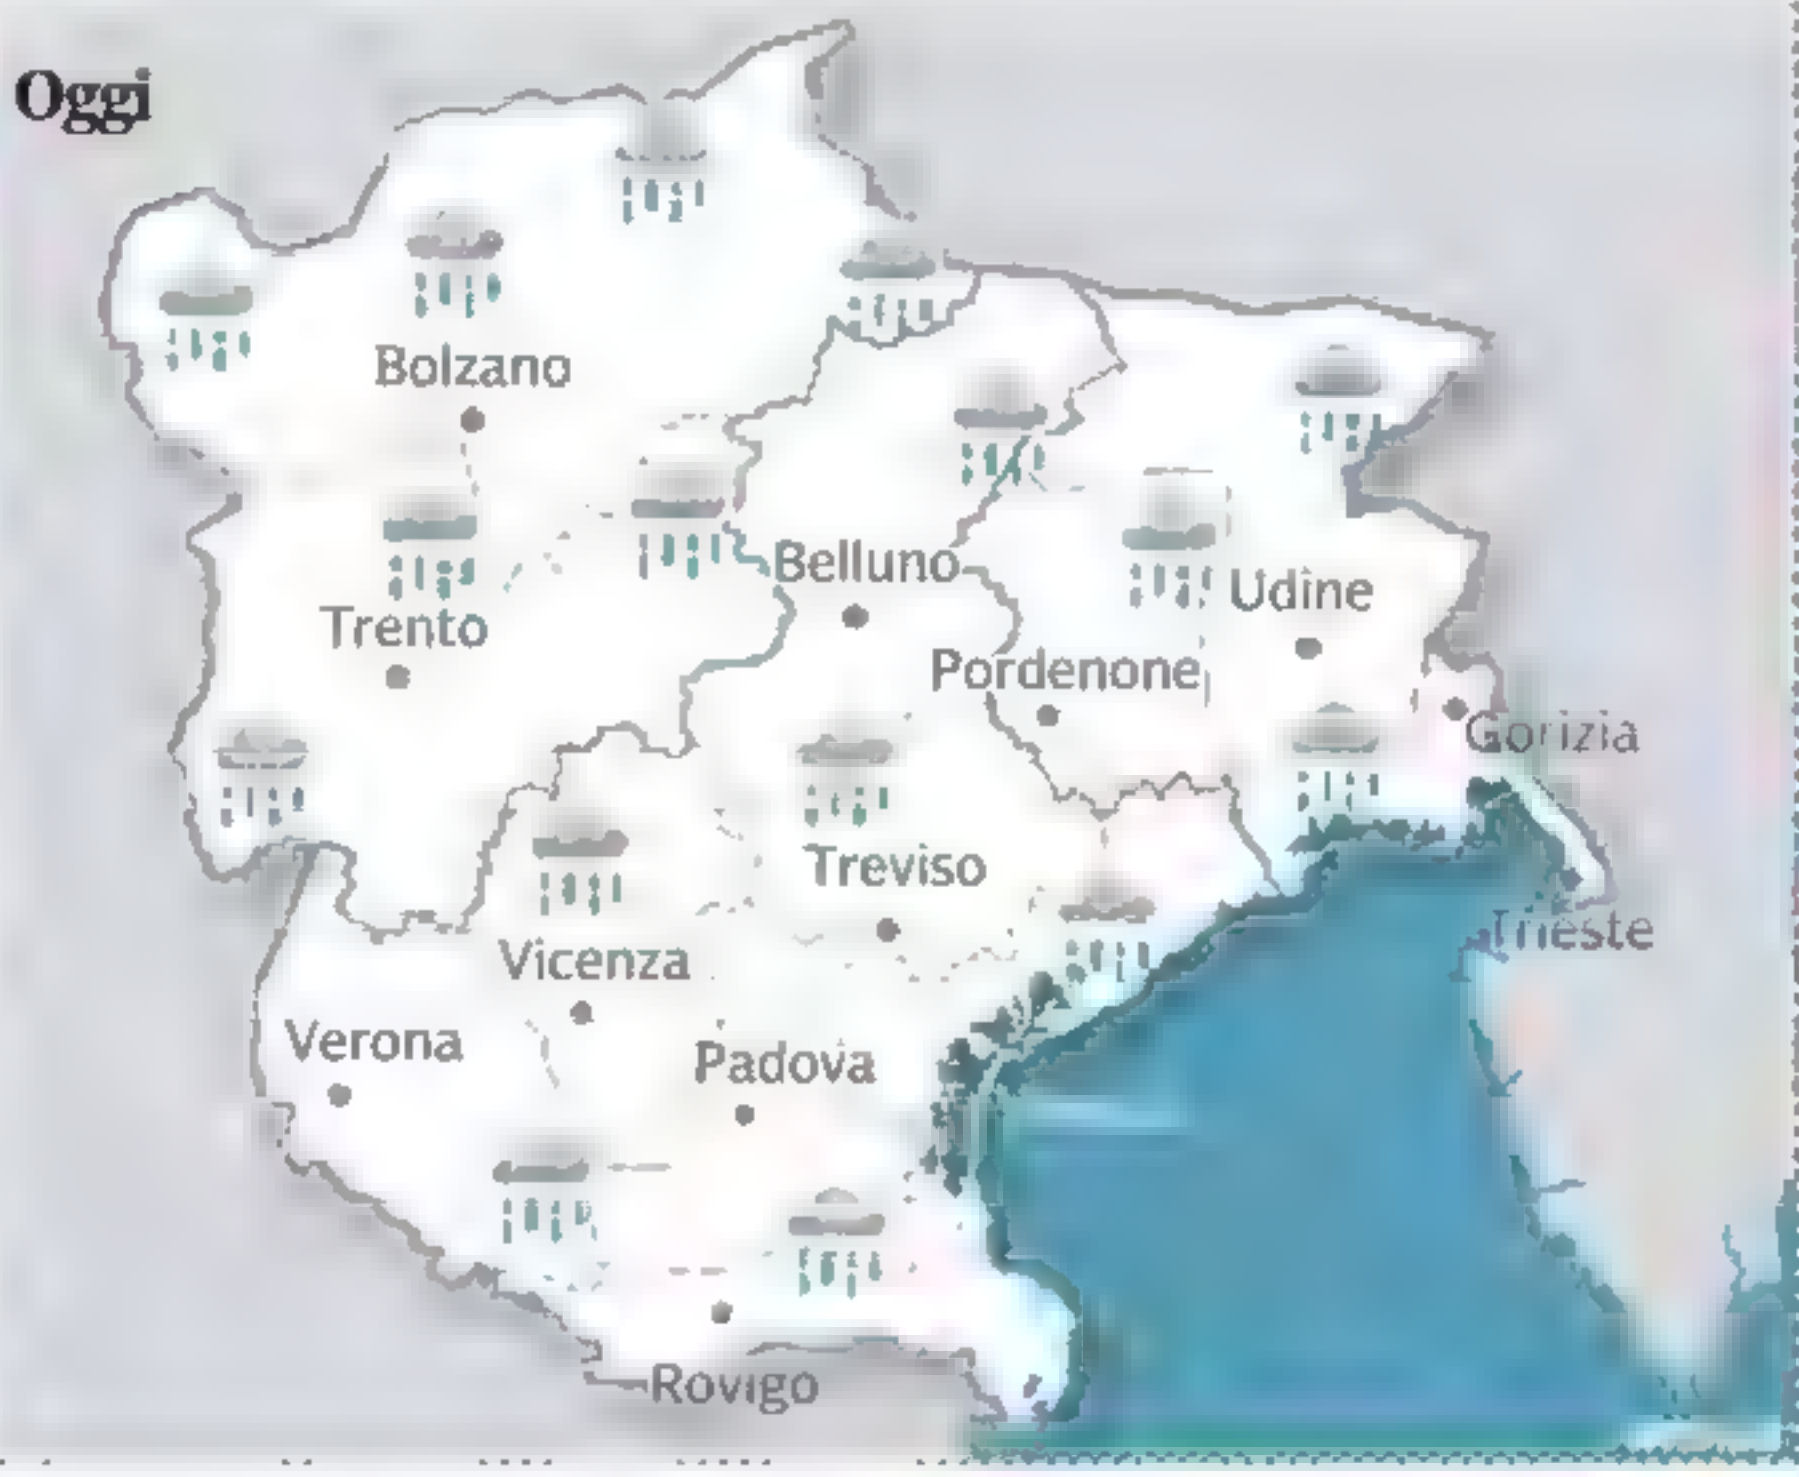 Oggi
Bolzano
Belluno
Udine
Trento
Pordenone
Gorizia
Treviso
Trieste
Vicenza
Verona
Padova
Rovigo